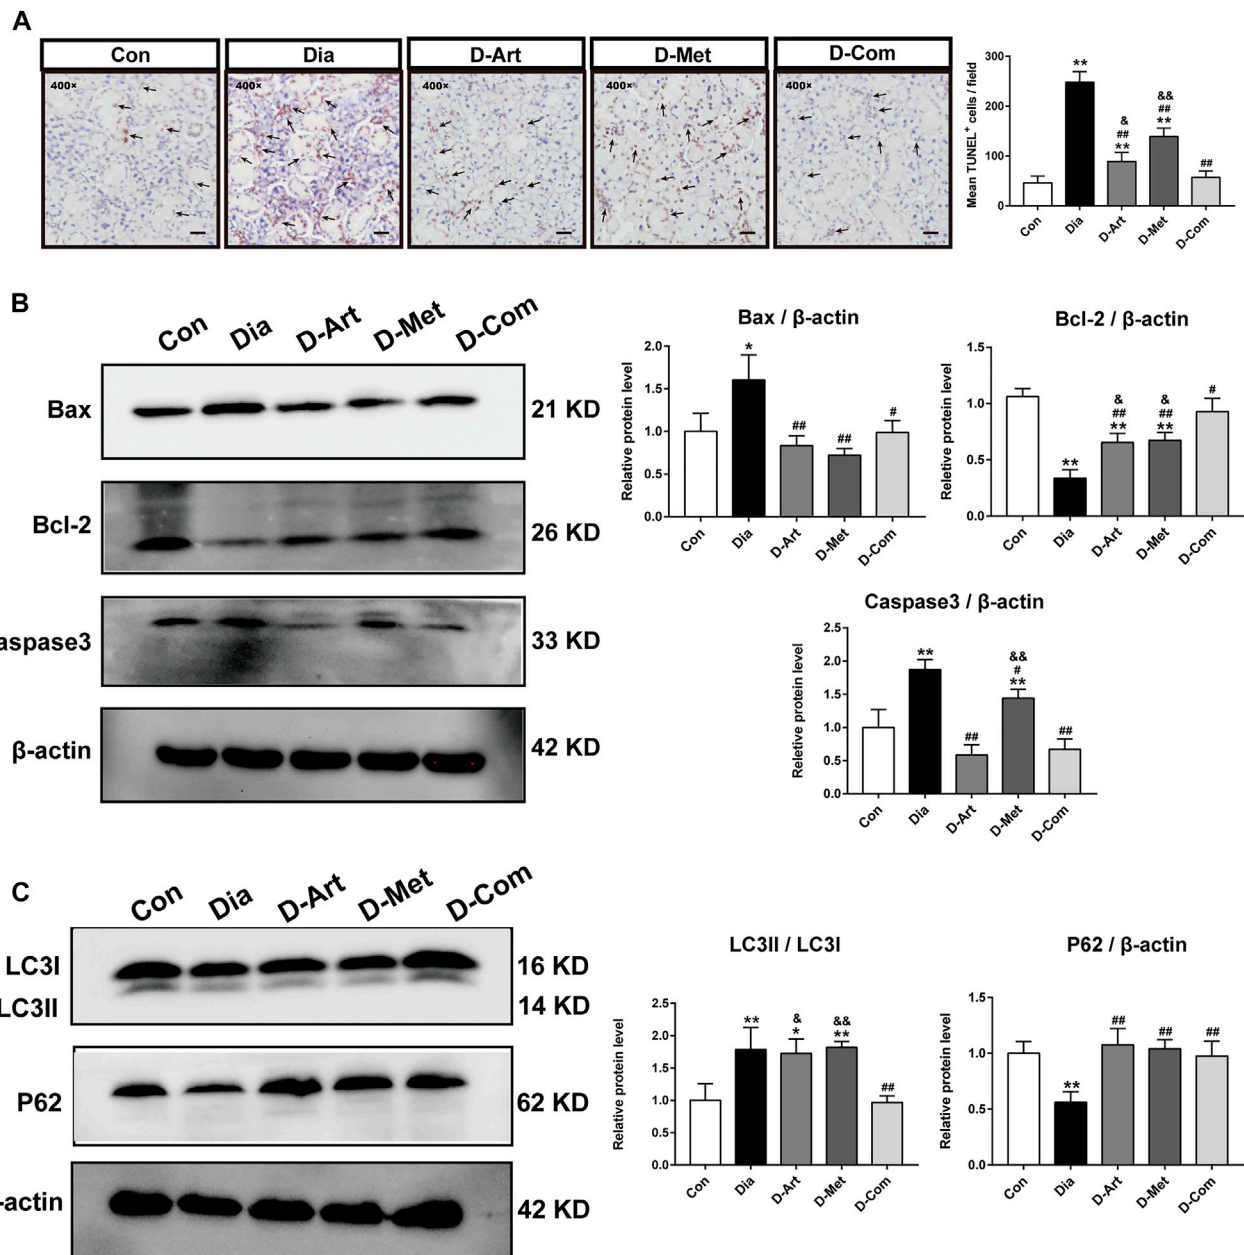 A
Con
Dia
D-Art
D-Met
D-Com
400×
400×
400×
400×
400×
Mean TUNEL+ cells / field
300
200
100
0
**
&
##
**
&&
##
**
##
Con
Dia
D-Art
D-Met
D-Com
B
Con
Dia
D-Art
D-Met
D-Com
Bax
21 KD
Bcl-2
26 KD
aspase3
33 KD
β-actin
42 KD
Bax / β-actin
Relative protein level
2.0
1.5
1.0
0.5
0.0
*
##
##
#
Con
Dia
D-Art
D-Met
D-Com
Bcl-2 / β-actin
Reletive protein level
1.5
1.0
0.5
0.0
**
&
##
**
&
##
**
#
Con
Dia
D-Art
D-Met
D-Com
Caspase3 / β-actin
Reletive protein level
2.5
2.0
1.5
1.0
0.5
0.0
**
##
&&
#
**
##
Con
Dia
D-Art
D-Met
D-Com
C
Con
Dia
D-Art
D-Met
D-Com
LC3I
16 KD
LC3II
14 KD
P62
62 KD
-actin
42 KD
LC3II / LC3I
Relative protein level
2.5
2.0
1.5
1.0
0.5
0.0
**
&
*
&&
**
##
Con
Dia
D-Art
D-Met
D-Com
P62 / β-actin
Relative protein level
1.5
1.0
0.5
0.0
**
##
##
##
Con
Dia
D-Art
D-Met
D-Com